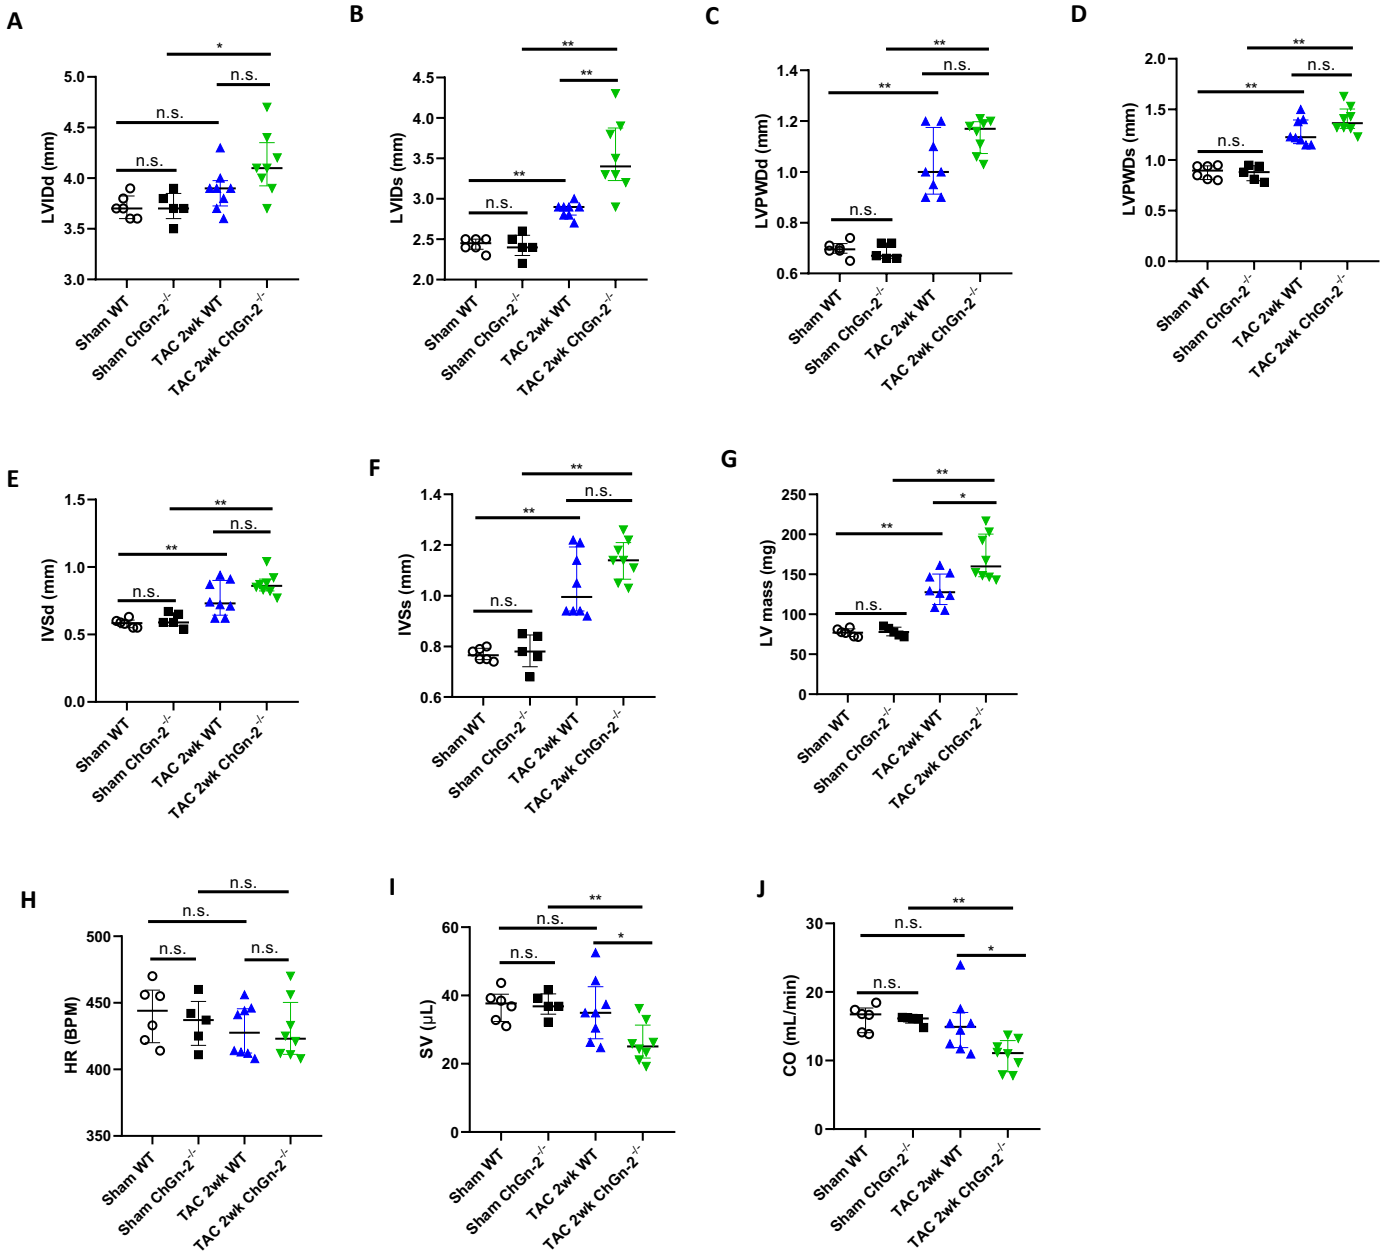 A
*
n.s.
n.s.
n.s.
5.0
4.5
4.0
3.5
3.0
LVIDd (mm)
Sham WT
Sham ChGn-2-/-
TAC 2wk WT
TAC 2wk ChGn-2-/-
B
**
**
**
n.s.
4.5
4.0
3.5
3.0
2.5
2.0
LVIDs (mm)
Sham WT
Sham ChGn-2-/-
TAC 2wk WT
TAC 2wk ChGn-2-/-
C
**
n.s.
**
n.s.
1.4
1.2
1.0
0.8
0.6
LVPWDd (mm)
Sham WT
Sham ChGn-2-/-
TAC 2wk WT
TAC 2wk ChGn-2-/-
D
**
n.s.
**
n.s.
2.0
1.5
1.0
0.5
0.0
LVPWDs (mm)
Sham WT
Sham ChGn-2-/-
TAC 2wk WT
TAC 2wk ChGn-2-/-
E
**
n.s.
**
n.s.
1.5
1.0
0.5
0.0
IVSd (mm)
Sham WT
Sham ChGn-2-/-
TAC 2wk WT
TAC 2wk ChGn-2-/-
F
**
n.s.
**
n.s.
1.4
1.2
1.0
0.8
0.6
IVSs (mm)
Sham WT
Sham ChGn-2-/-
TAC 2wk WT
TAC 2wk ChGn-2-/-
G
**
*
**
n.s.
250
200
150
100
50
0
LV mass (mg)
Sham WT
Sham ChGn-2-/-
TAC 2wk WT
TAC 2wk ChGn-2-/-
H
n.s.
n.s.
n.s.
n.s.
500
450
400
350
HR (BPM)
Sham WT
Sham ChGn-2-/-
TAC 2wk WT
TAC 2wk ChGn-2-/-
I
**
n.s.
*
n.s.
60
40
20
0
SV (µL)
Sham WT
Sham ChGn-2-/-
TAC 2wk WT
TAC 2wk ChGn-2-/-
J
**
n.s.
*
n.s.
30
20
10
0
CO (mL/min)
Sham WT
Sham ChGn-2-/-
TAC 2wk WT
TAC 2wk ChGn-2-/-